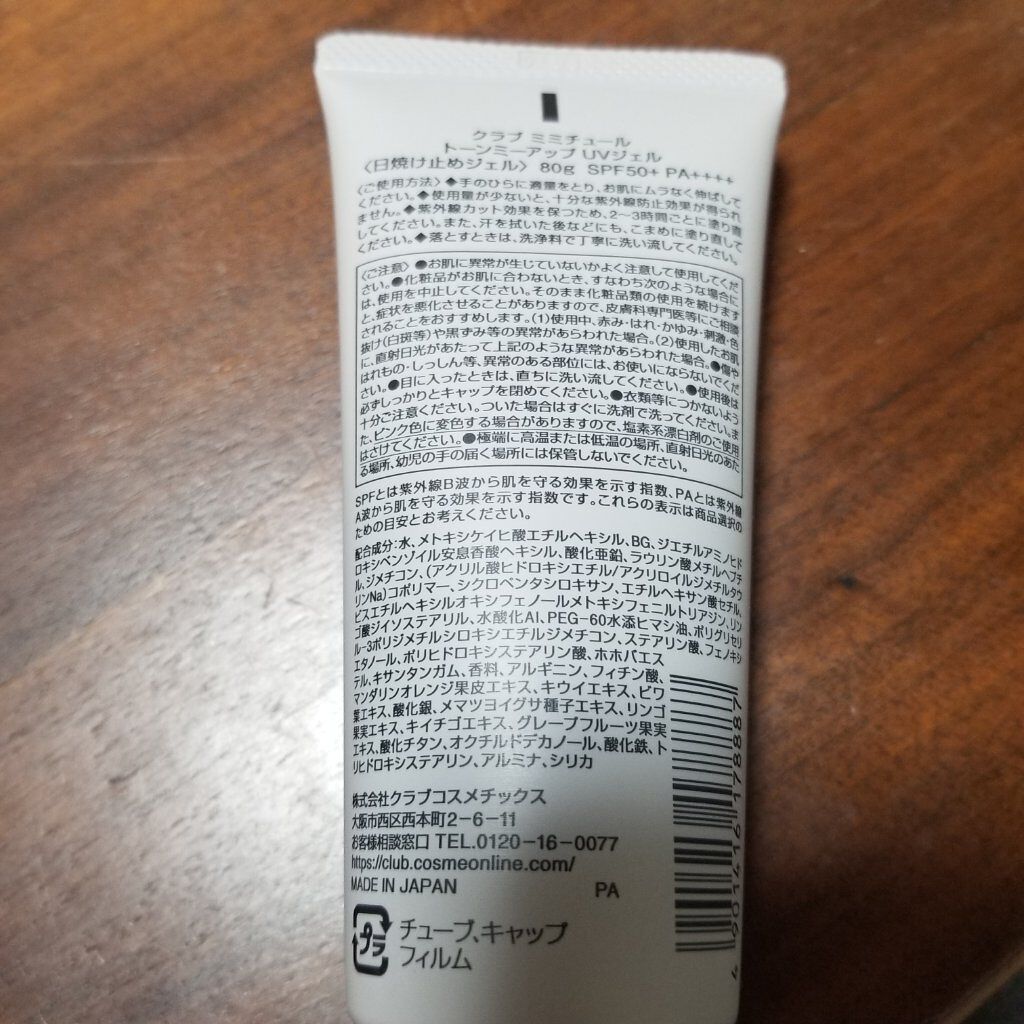 クラブ ミミチュール
トーンミーアップ UVジェル
〈日焼け止めジェル〉 80g SPF50+ PA++++
〈ご使用方法〉◆手のひらに適量をとり、お肌にムラなく伸ばして
ください。◆使用量が少ないと、十分な紫外線防止効果が得られ
ません。◆紫外線カット効果を保つため、2〜3時間ごとに塗り直
してください。また、汗を拭いた後などにも、こまめに塗り直して
ください。◆落とすときは、洗浄料で丁寧に洗い流してください。
〈ご注意〉●お肌に異常が生じていないかよく注意して使用してくだ
さい。●化粧品がお肌に合わないとき、すなわち次のような場合に
は、使用を中止してください。そのまま化粧品類の使用を続けます
と、症状を悪化させることがありますので、皮膚科専門医等にご相談
されることをおすすめします。(1)使用中、赤み・はれ・かゆみ・刺激・色
抜け(白斑等)や黒ずみ等の異常があらわれた場合。(2)使用したお肌
に、直射日光があたって上記のような異常があらわれた場合。●傷や
はれもの・しっしん等、異常のある部位には、お使いにならないでくだ
さい。●目に入ったときは、直ちに洗い流してください。●使用後は
必ずしっかりとキャップを閉めてください。●衣類等につかないよう
十分ご注意ください。ついた場合はすぐに洗剤で洗ってください。ま
た、ピンク色に変色する場合がありますので、塩素系漂白剤のご使用
はさけてください。●極端に高温または低温の場所、直射日光のあた
る場所、幼児の手の届く場所には保管しないでください。
SPFとは紫外線B波から肌を守る効果を示す指数、PAとは紫外線
A波から肌を守る効果を示す指数です。これらの表示は商品選択の
ための目安とお考えください。
配合成分:水、メトキシケイヒ酸エチルヘキシル、BG、ジエチルアミノヒド
ロキシベンゾイル安息香酸ヘキシル、酸化亜鉛、ラウリン酸メチルヘプチ
ル、ジメチコン、(アクリル酸ヒドロキシエチル/アクリロイルジメチルタウ
リンNa)コポリマー、シクロペンタシロキサン、エチルヘキサン酸セチル、
ビスエチルヘキシルオキシフェノールメトキシフェニルトリアジン、リン
ゴ酸ジイソステアリル、水酸化Al、PEG-60水添ヒマシ油、ポリグリセリ
ル-3ポリジメチルシロキシエチルジメチコン、ステアリン酸、フェノキシ
エタノール、ポリヒドロキシステアリン酸、ホホバエス
テル、キサンタンガム、香料、アルギニン、フィチン酸、
マンダリンオレンジ果皮エキス、キウイエキス、ビワ
葉エキス、酸化銀、メマツヨイグサ種子エキス、リンゴ
果実エキス、キイチゴエキス、グレープフルーツ果実
エキス、酸化チタン、オクチルドデカノール、酸化鉄、ト
リヒドロキシステアリン、アルミナ、シリカ
株式会社クラブコスメチックス
大阪市西区西本町2-6-11
お客様相談窓口 TEL.0120-16-0077
https://club.cosmeonline.com/
MADE IN JAPAN PA
プラ
チューブ、キャップ
フィルム
4 901416 178887